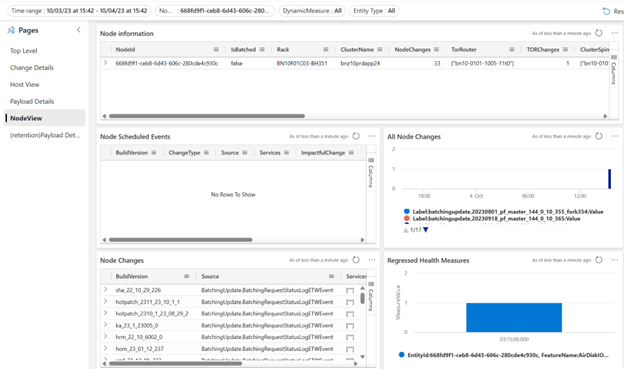 Time range : 10/03/23 at 15:42 - 10/04/23 at 15:42
No... : 668fd9f1-ceb8-6d43-606c-280...
DynamicMeasure : All
Entity Type : All
Res
Pages
Top Level
Change Details
Host View
Payload Details
NodeView
(retention)Payload Det...
Node information
As of less than a minute ago
NodeId IsBatched Rack ClusterName NodeChanges TorRouter TORChanges ClusterSpin
668fd9f1-ceb8-6d43-606c-280cde4c930c false BN10F01C03-BH351 bnz10prdapp24 33 ["bn10-0101-1005-11t0"] 1 ["bn10-010
Columns
Node Scheduled Events
As of less than a minute ago
BuildVersion ChangeType Source Services ImpactfulChange
Columns
No Rows To Show
All Node Changes
As of less than a minute ago
2
1
0
18:00 4. Oct 06:00 12:00
Label:batchingupdate,20230801_pf_master_144_0_10_355_fork354:Value
Label:batchingupdate,20230918_pf_master_144_0_10_365:Value
1/17
Node Changes
As of less than a minute ago
BuildVersion Source Services
Columns
sha_22_10_29_226 BatchingUpdate.BatchingRequestStatusLogETWEvent [""]
hotpatch_2311_23_10_1_1 BatchingUpdate.BatchingRequestStatusLogETWEvent [""]
hotpatch_2310_1_23_08_29_2 BatchingUpdate.BatchingRequestStatusLogETWEvent [""]
ka_23_1_23005_0 BatchingUpdate.BatchingRequestStatusLogETWEvent [""]
hrm_22_10_6002_0 BatchingUpdate.BatchingRequestStatusLogETWEvent [""]
hom_23_01_12_237 BatchingUpdate.BatchingRequestStatusLogETWEvent [""]
Regressed Health Measures
As of less than a minute ago
2
1
0
03:15:00.000
EntityId:668fd9f1-ceb8-6d43-606c-280cde4c930c, FeatureName:AirDiskIO...